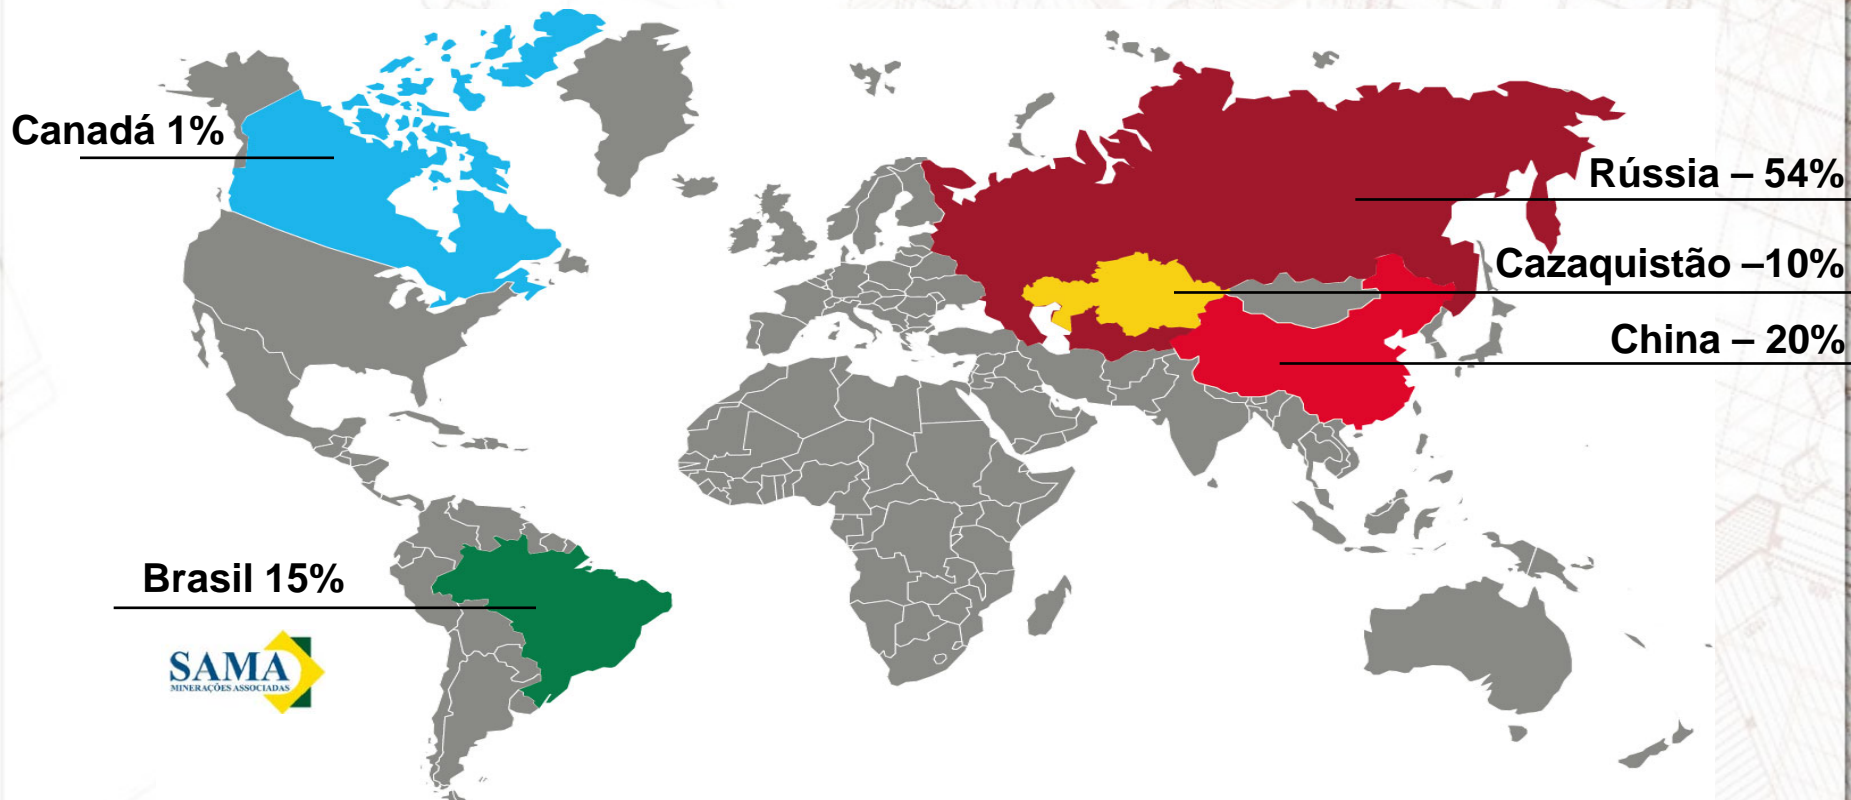 Canadá 1%
Rússia – 54%
Cazaquistão –10%
China – 20%
Brasil 15%
SAMA
MINERAÇÕES ASSOCIADAS